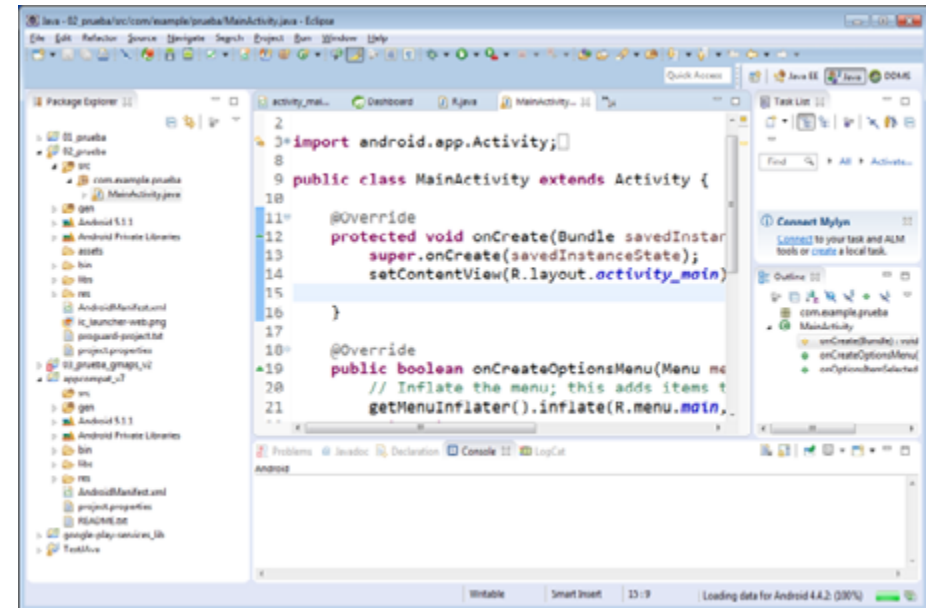 Java - 02_prueba/src/com/example/prueba/MainActivity.java - Eclipse
File Edit Refactor Source Navigate Search Project Run Window Help
Quick Access
Java EE
Java
DDMS
Package Explorer
activity_mai...
Dashboard
R.java
MainActivity...
Task List
01_prueba
02_prueba
src
com.example.prueba
MainActivity.java
gen
Android 5.1.1
Android Private Libraries
assets
bin
libs
res
AndroidManifest.xml
ic_launcher-web.png
proguard-project.txt
project.properties
03_prueba_gmaps_v2
appcompat_v7
src
gen
Android 5.1.1
Android Private Libraries
bin
libs
res
AndroidManifest.xml
project.properties
README.txt
google-play-services_lib
TestJAva
2
3 import android.app.Activity;
8
9 public class MainActivity extends Activity {
10
11 @Override
12 protected void onCreate(Bundle savedInstan
13 super.onCreate(savedInstanceState);
14 setContentView(R.layout.activity_main)
15
16 }
17
18 @Override
19 public boolean onCreateOptionsMenu(Menu me
20 // Inflate the menu; this adds items t
21 getMenuInflater().inflate(R.menu.main,
Find
All
Activate...
Connect Mylyn
Connect to your task and ALM
tools or create a local task.
Outline
com.example.prueba
MainActivity
onCreate(Bundle) : void
onCreateOptionsMenu(
onOptionsItemSelected
Problems
Javadoc
Declaration
Console
LogCat
Android
Writable
Smart Insert
15 : 9
Loading data for Android 4.4.2: (100%)